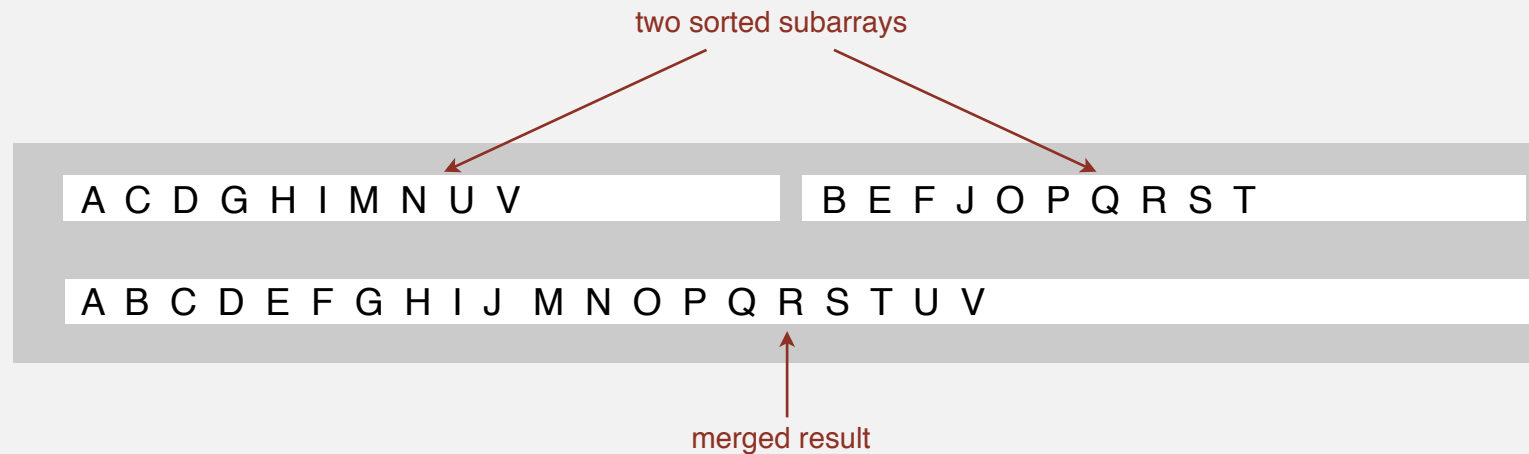 two sorted subarrays
A C D G H I M N U V
B E F J O P Q R S T
A B C D E F G H I J M N O P Q R S T U V
merged result